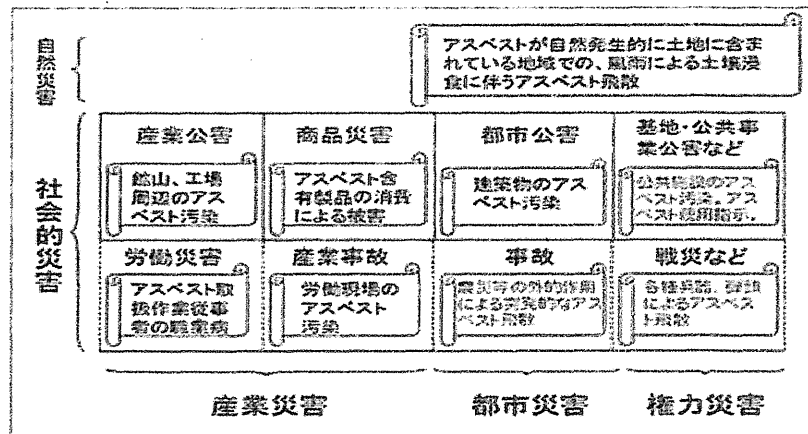 自然災害
アスベストが自然発生的に土地に含ま
れている地域での、風雨による土壌浸
食に伴うアスベスト飛散
社会的災害
産業公害
鉱山、工場
周辺のアス
ベスト汚染
商品災害
アスベスト含
有製品の消費
による被害
都市公害
建築物のアス
ベスト汚染
基地・公共事
業公害など
公共施設のアス
ベスト汚染。アス
ベスト使用指示。
労働災害
アスベスト取
扱作業従事
者の職業病
産業事故
労働現場の
アスベスト
汚染
事故
震災等の外的作用
による突発的なアス
ベスト飛散
戦災など
各種兵器、
によるアスベス
ト飛散
産業災害
都市災害
権力災害